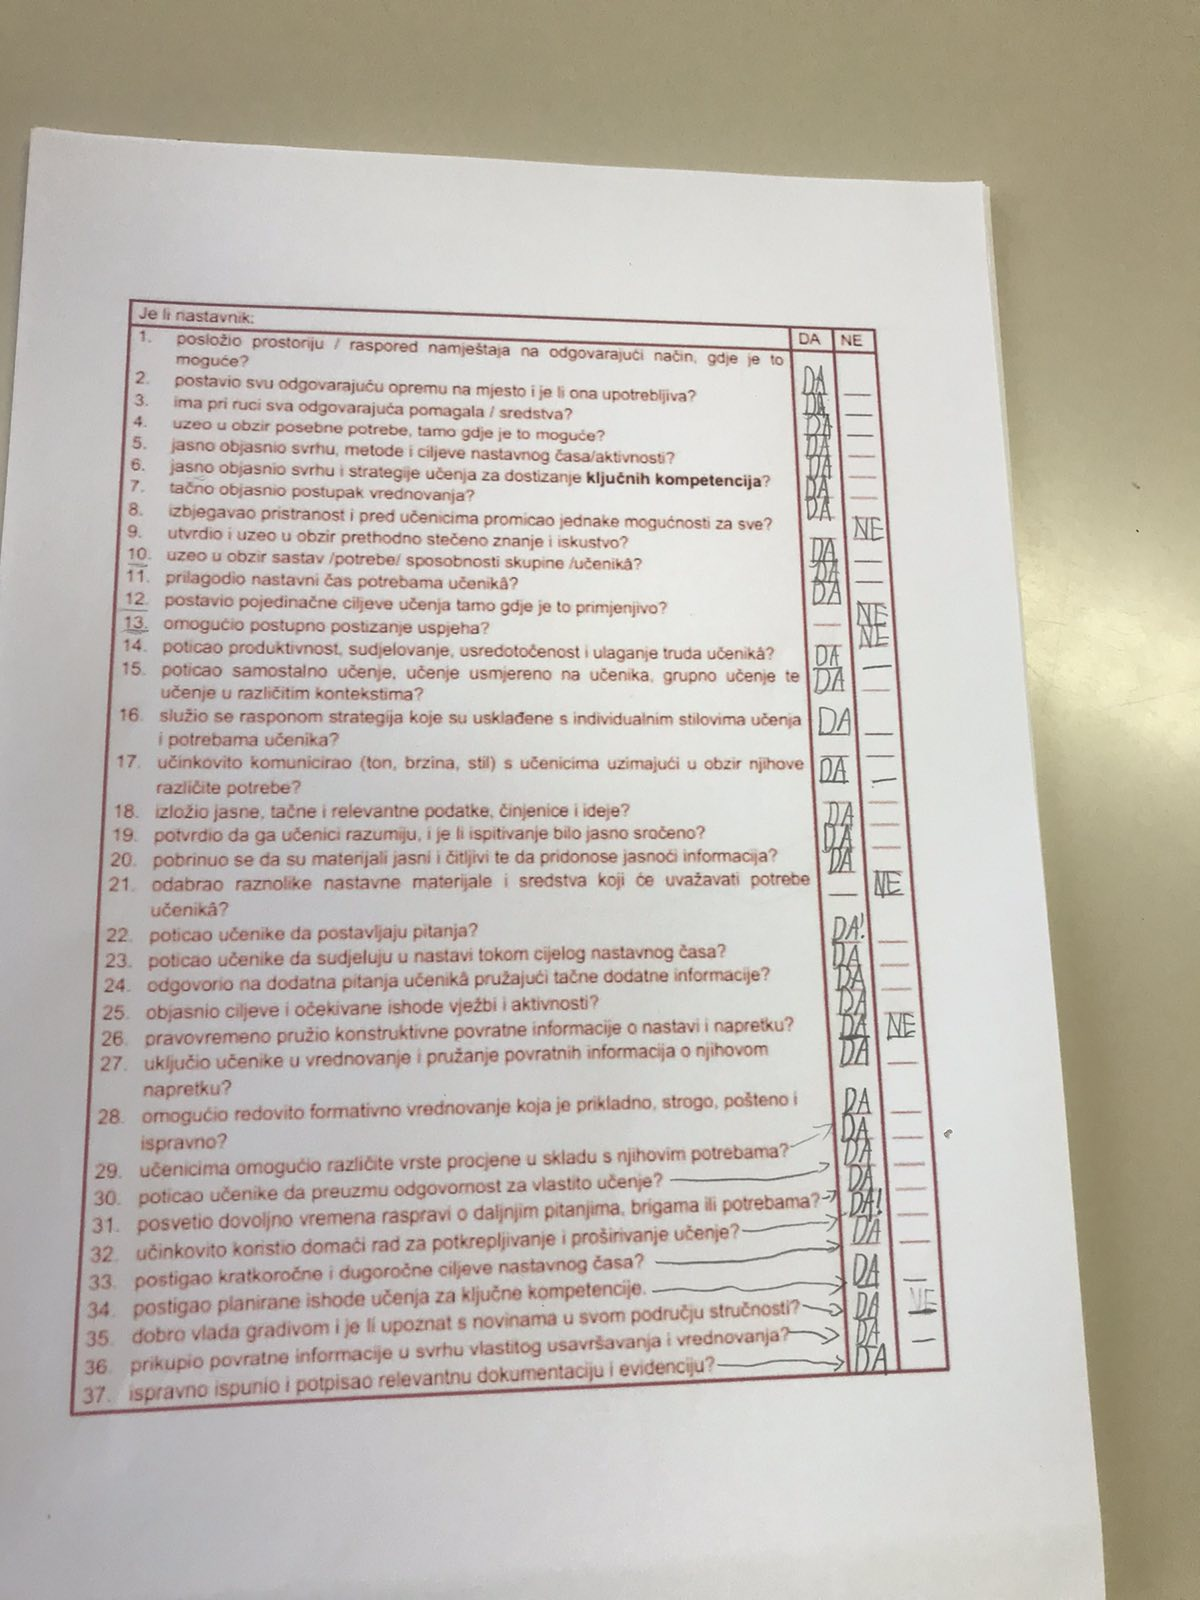 Je li nastavnik: DA NE
1. posložio prostoriju / raspored namještaja na odgovarajući način, gdje je to
moguće? DA —
2. postavio svu odgovarajuću opremu na mjesto i je li ona upotrebljiva? DA —
3. ima pri ruci sva odgovarajuća pomagala / sredstva? DA —
4. uzeo u obzir posebne potrebe, tamo gdje je to moguće? DA —
5. jasno objasnio svrhu, metode i ciljeve nastavnog časa/aktivnosti? DA —
6. jasno objasnio svrhu i strategije učenja za dostizanje ključnih kompetencija? DA —
7. tačno objasnio postupak vrednovanja? DA —
8. izbjegavao pristranost i pred učenicima promicao jednake mogućnosti za sve? NE
9. utvrdio i uzeo u obzir prethodno stečeno znanje i iskustvo? DA —
10. uzeo u obzir sastav /potrebe/ sposobnosti skupine /učenikâ? DA —
11. prilagodio nastavni čas potrebama učenikâ? DA —
12. postavio pojedinačne ciljeve učenja tamo gdje je to primjenjivo? NE
13. omogućio postupno postizanje uspjeha? — NE
14. poticao produktivnost, sudjelovanje, usredotočenost i ulaganje truda učenikâ? DA —
15. poticao samostalno učenje, učenje usmjereno na učenika, grupno učenje te DA —
učenje u različitim kontekstima?
16. služio se rasponom strategija koje su usklađene s individualnim stilovima učenja DA —
i potrebama učenika?
17. učinkovito komunicirao (ton, brzina, stil) s učenicima uzimajući u obzir njihove DA —
različite potrebe?
18. izložio jasne, tačne i relevantne podatke, činjenice i ideje? DA —
19. potvrdio da ga učenici razumiju, i je li ispitivanje bilo jasno sročeno? DA —
20. pobrinuo se da su materijali jasni i čitljivi te da pridonose jasnoći informacija? DA —
21. odabrao raznolike nastavne materijale i sredstva koji će uvažavati potrebe — NE
učenikâ?
22. poticao učenike da postavljaju pitanja? DA! —
23. poticao učenike da sudjeluju u nastavi tokom cijelog nastavnog časa? DA —
24. odgovorio na dodatna pitanja učenikâ pružajući tačne dodatne informacije? DA —
25. objasnio ciljeve i očekivane ishode vježbi i aktivnosti? DA
26. pravovremeno pružio konstruktivne povratne informacije o nastavi i napretku? DA NE
27. uključio učenike u vrednovanje i pružanje povratnih informacija o njihovom DA —
napretku?
28. omogućio redovito formativno vrednovanje koja je prikladno, strogo, pošteno i DA —
ispravno?
29. učenicima omogućio različite vrste procjene u skladu s njihovim potrebama? DA —
30. poticao učenike da preuzmu odgovornost za vlastito učenje? DA —
31. posvetio dovoljno vremena raspravi o daljnjim pitanjima, brigama ili potrebama? DA —
32. učinkovito koristio domaći rad za potkrepljivanje i proširivanje učenje? DA! —
33. postigao kratkoročne i dugoročne ciljeve nastavnog časa? DA —
34. postigao planirane ishode učenja za ključne kompetencije. DA —
35. dobro vlada gradivom i je li upoznat s novinama u svom području stručnosti? DA NE
36. prikupio povratne informacije u svrhu vlastitog usavršavanja i vrednovanja? DA —
37. ispravno ispunio i potpisao relevantnu dokumentaciju i evidenciju? DA